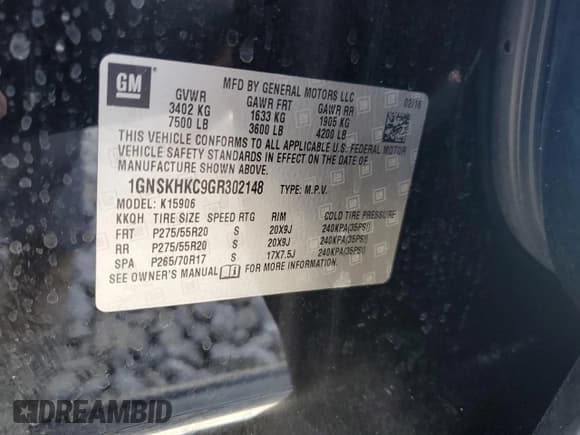 GM
MFD BY GENERAL MOTORS LLC
02/16
GVWR GAWR FRT GAWR RR
3402 KG 1633 KG 1905 KG
7500 LB 3600 LB 4200 LB
THIS VEHICLE CONFORMS TO ALL APPLICABLE U.S. FEDERAL MOTOR
VEHICLE SAFETY STANDARDS IN EFFECT ON THE DATE OF
MANUFACTURE SHOWN ABOVE.
1GNSKHKC9GR302148 TYPE: M.P.V.
MODEL: K15906
KKQH TIRE SIZE SPEED RTG RIM COLD TIRE PRESSURE
FRT P275/55R20 S 20X9J 240KPA(35PSI)
RR P275/55R20 S 20X9J 240KPA(35PSI)
SPA P265/70R17 S 17X7.5J 240KPA(35PSI)
SEE OWNER'S MANUAL FOR MORE INFORMATION.
DREAMBID